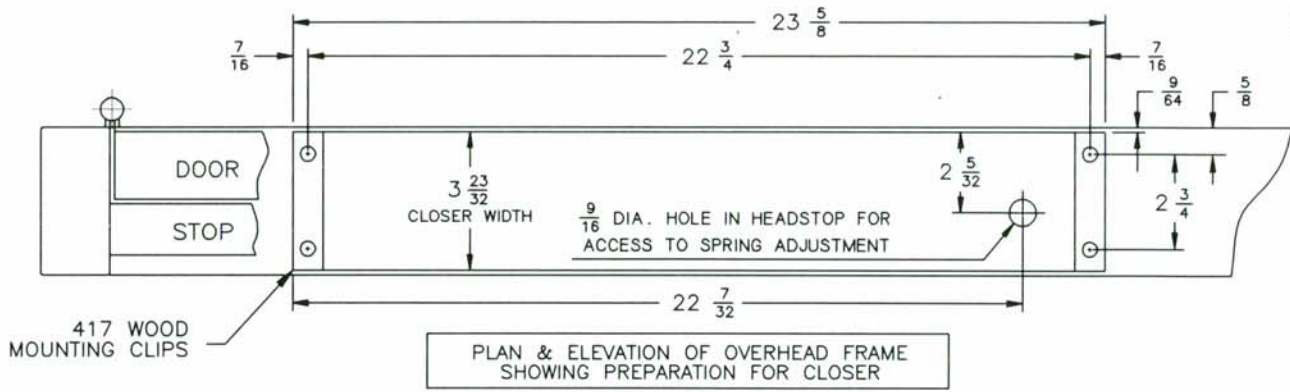 23 5/8
7/16
22 3/4
7/16
9/64
5/8
DOOR
STOP
3 23/32
CLOSER WIDTH
2 5/32
9/16 DIA. HOLE IN HEADSTOP FOR
ACCESS TO SPRING ADJUSTMENT
2 3/4
22 7/32
417 WOOD
MOUNTING CLIPS
PLAN & ELEVATION OF OVERHEAD FRAME
SHOWING PREPARATION FOR CLOSER